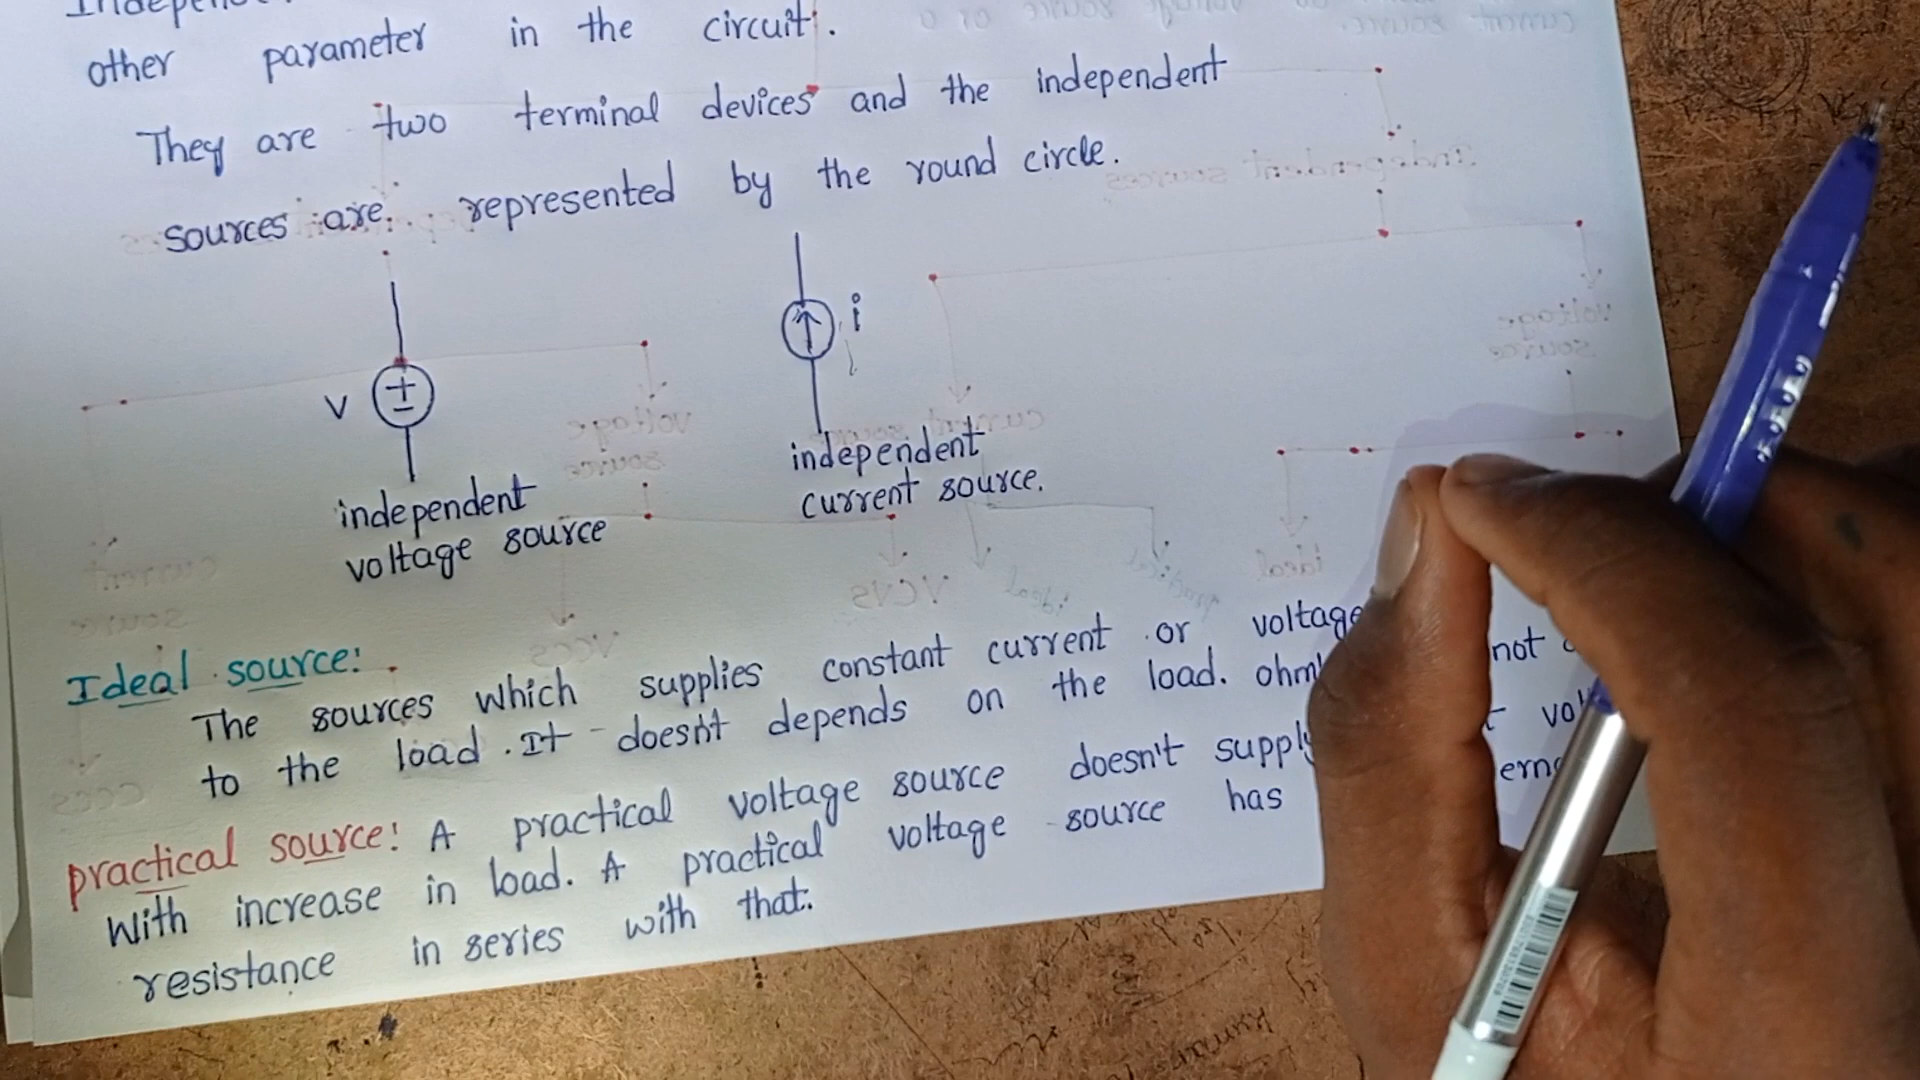 other parameter in the circuit.
They are two terminal devices and the independent
sources are represented by the round circle.
V + -
i
independent
voltage source
independent
current source.
Ideal source:
The sources which supplies constant current or voltage
to the load. It doesn't depends on the load. not
practical source: A practical voltage source doesn't supply
With increase in load. A practical voltage source has
resistance in series with that.